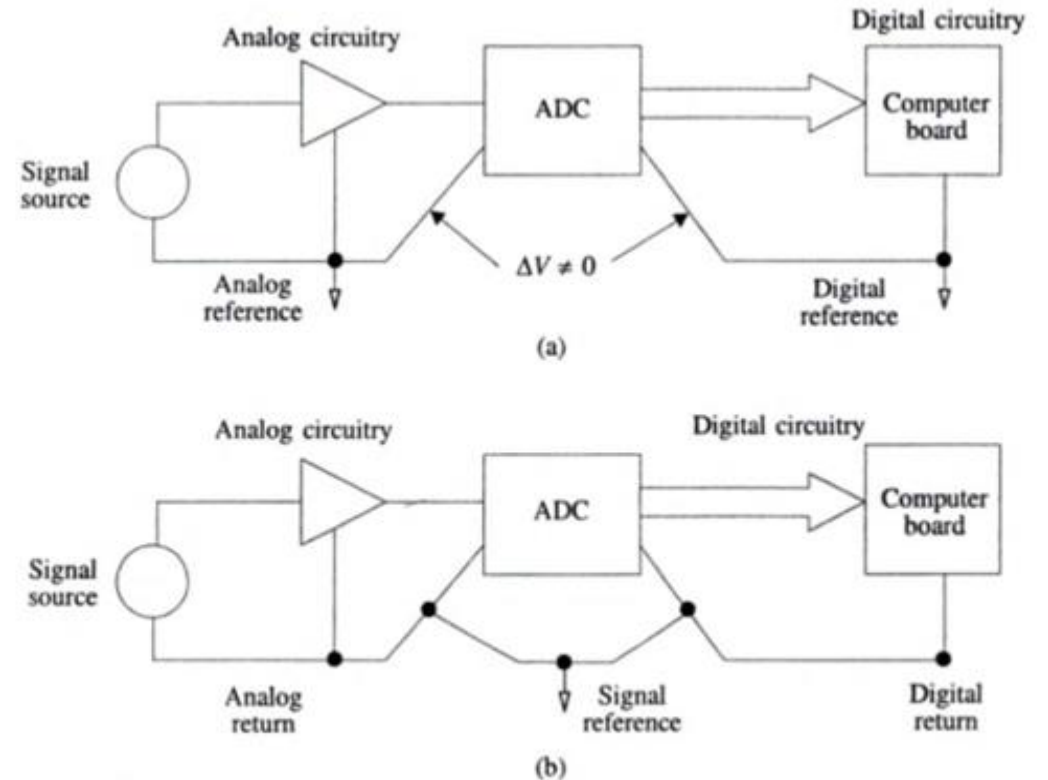 Analog circuitry
Digital circuitry
ADC
Computer
board
Signal
source
ΔV ≠ 0
Analog
reference
Digital
reference
(a)
Analog circuitry
Digital circuitry
ADC
Computer
board
Signal
source
Analog
return
Signal
reference
Digital
return
(b)